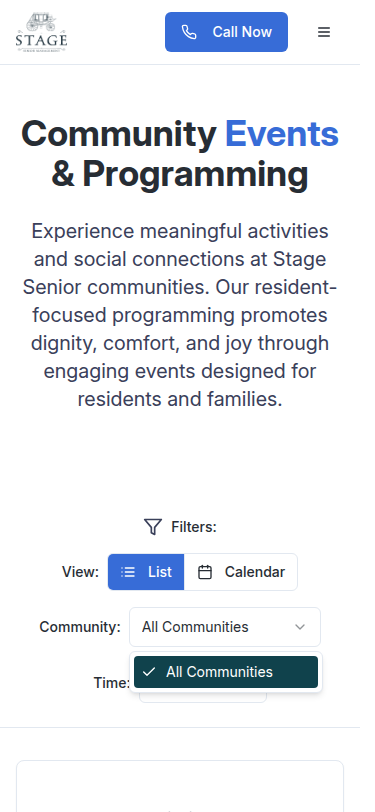 STAGE
Call Now
Community Events
& Programming
Experience meaningful activities
and social connections at Stage
Senior communities. Our resident-
focused programming promotes
dignity, comfort, and joy through
engaging events designed for
residents and families.
Filters:
View:
List
Calendar
Community:
All Communities
All Communities
Time: